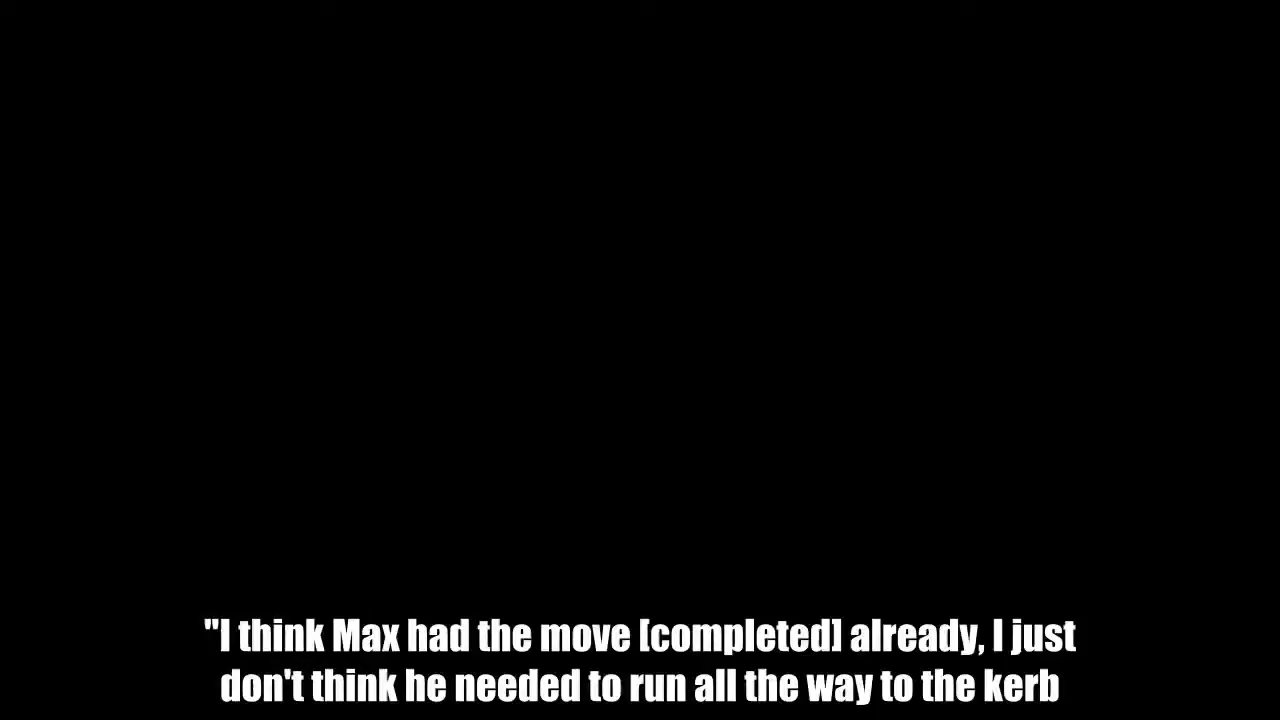 "I think Max had the move [completed] already, I just
don't think he needed to run all the way to the kerb